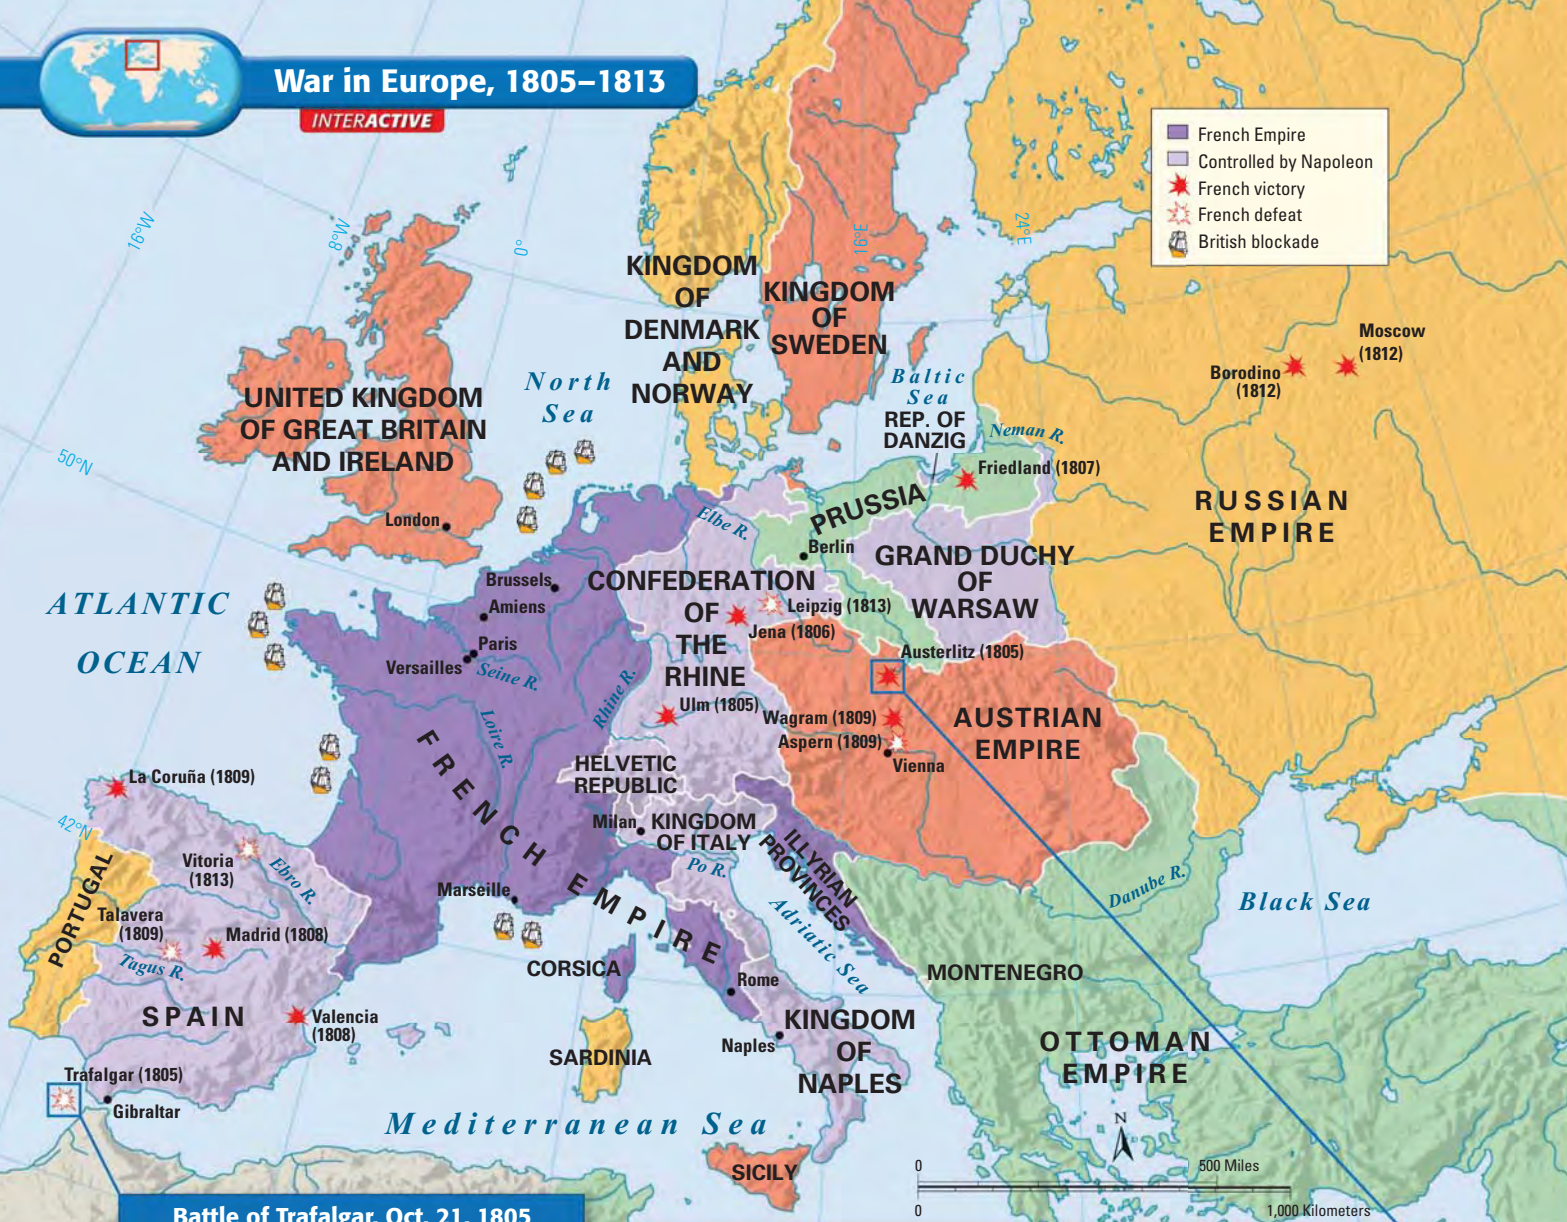 War in Europe, 1805–1813
INTERACTIVE
French Empire
Controlled by Napoleon
French victory
French defeat
British blockade
16°W
8°W
0°
16°E
24°E
50°N
42°N
KINGDOM
OF
DENMARK
AND
NORWAY
KINGDOM
OF
SWEDEN
Moscow
(1812)
Borodino
(1812)
North
Sea
Baltic
Sea
REP. OF
DANZIG
Neman R.
Friedland (1807)
UNITED KINGDOM
OF GREAT BRITAIN
AND IRELAND
London
PRUSSIA
Elbe R.
Berlin
RUSSIAN
EMPIRE
GRAND DUCHY
OF
WARSAW
ATLANTIC
OCEAN
Brussels
Amiens
Paris
Versailles
Seine R.
Loire R.
Rhine R.
CONFEDERATION
OF
THE
RHINE
Leipzig (1813)
Jena (1806)
Austerlitz (1805)
Ulm (1805)
Wagram (1809)
Aspern (1809)
Vienna
AUSTRIAN
EMPIRE
FRENCH EMPIRE
HELVETIC
REPUBLIC
Milan
KINGDOM
OF ITALY
Po R.
ILLYRIAN
PROVINCES
Adriatic Sea
La Coruña (1809)
Vitoria
(1813)
Ebro R.
PORTUGAL
Talavera
(1809)
Madrid (1808)
Tagus R.
SPAIN
Valencia
(1808)
Marseille
CORSICA
Rome
SARDINIA
Naples
KINGDOM
OF
NAPLES
MONTENEGRO
Danube R.
Black Sea
OTTOMAN
EMPIRE
Trafalgar (1805)
Gibraltar
Mediterranean Sea
SICILY
N
0
500 Miles
0
1,000 Kilometers
Battle of Trafalgar, Oct. 21, 1805